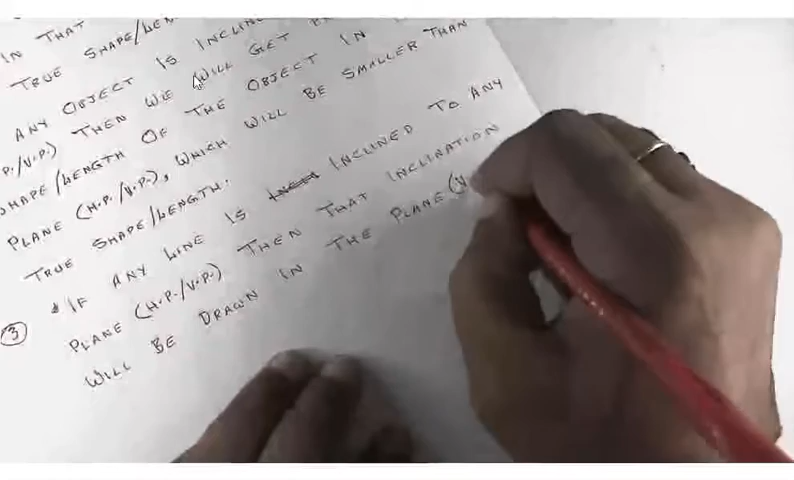 IN THAT
TRUE SHAPE/LEN
ANY OBJECT IS INCLIN
P./V.P.) THEN WE WILL GET
SHAPE/LENGTH OF THE OBJECT IN
PLANE (H.P./V.P.), WHICH WILL BE SMALLER THAN
TRUE SHAPE/LENGTH.
③ • IF ANY LINE IS INCLINED TO ANY
PLANE (H.P./V.P.) THEN THAT INCLINATION
WILL BE DRAWN IN THE PLANE (V